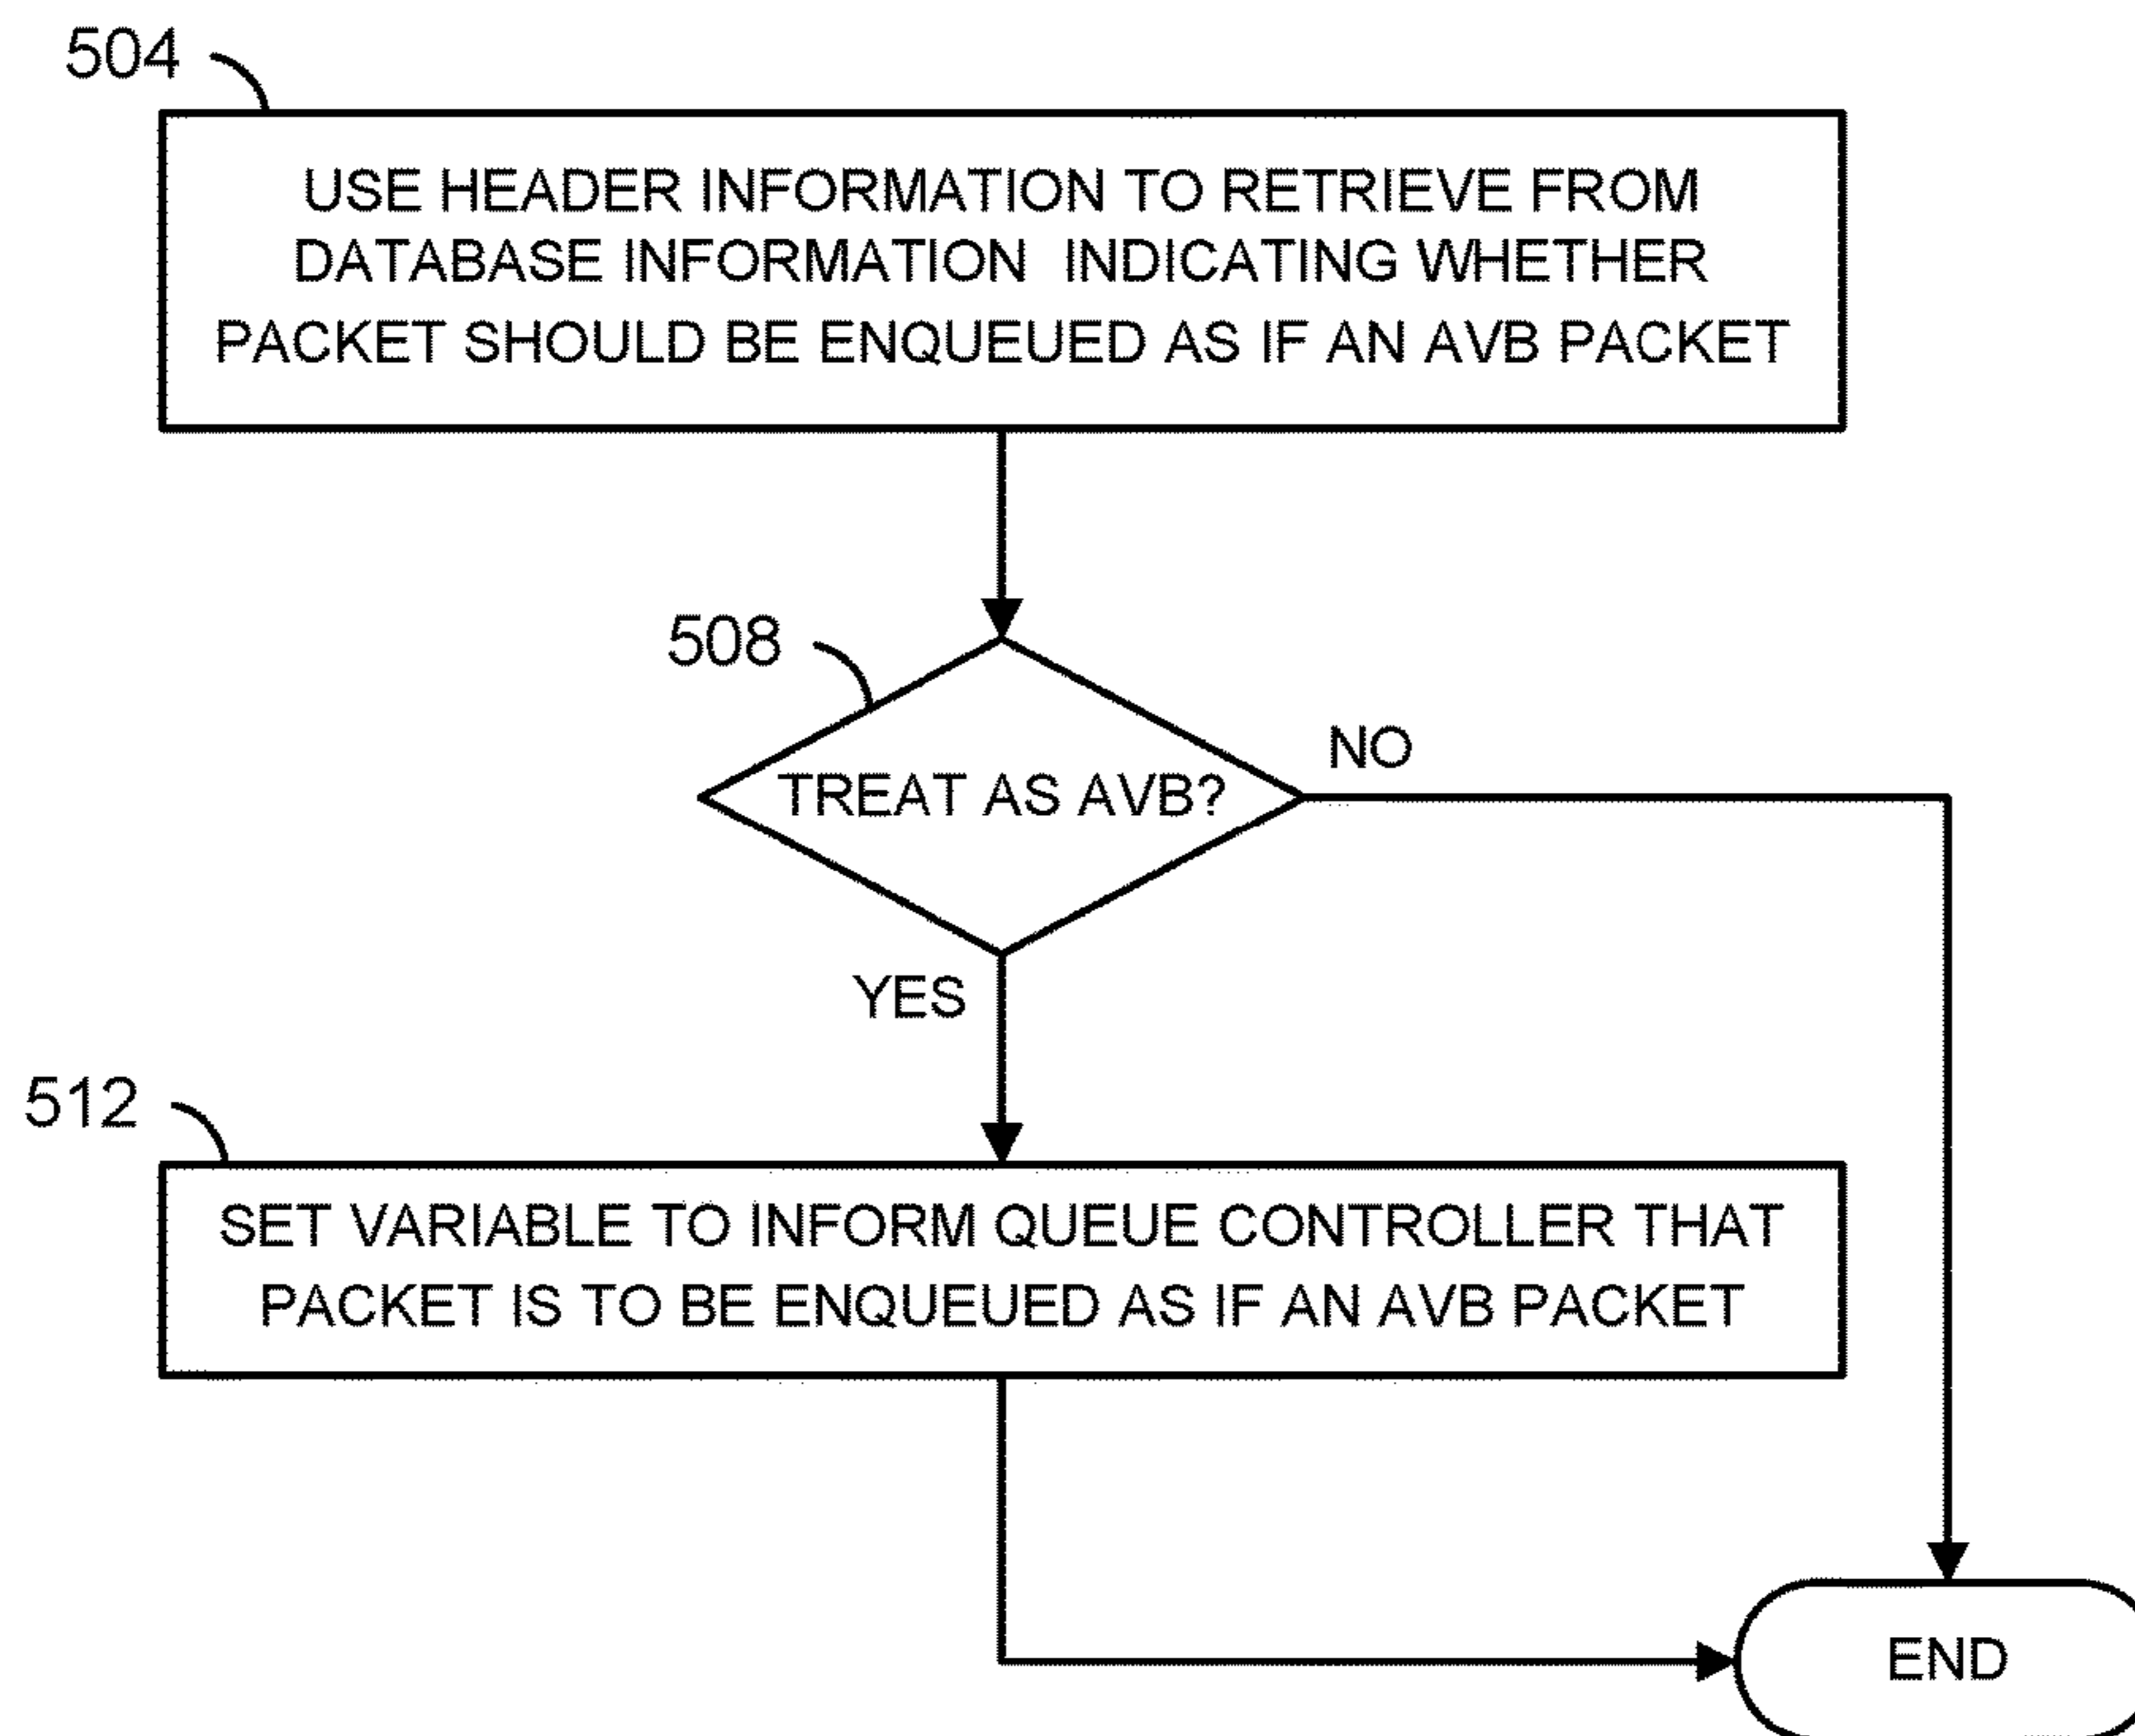 504
USE HEADER INFORMATION TO RETRIEVE FROM
DATABASE INFORMATION INDICATING WHETHER
PACKET SHOULD BE ENQUEUED AS IF AN AVB PACKET
508
TREAT AS AVB?
NO
YES
512
SET VARIABLE TO INFORM QUEUE CONTROLLER THAT
PACKET IS TO BE ENQUEUED AS IF AN AVB PACKET
END